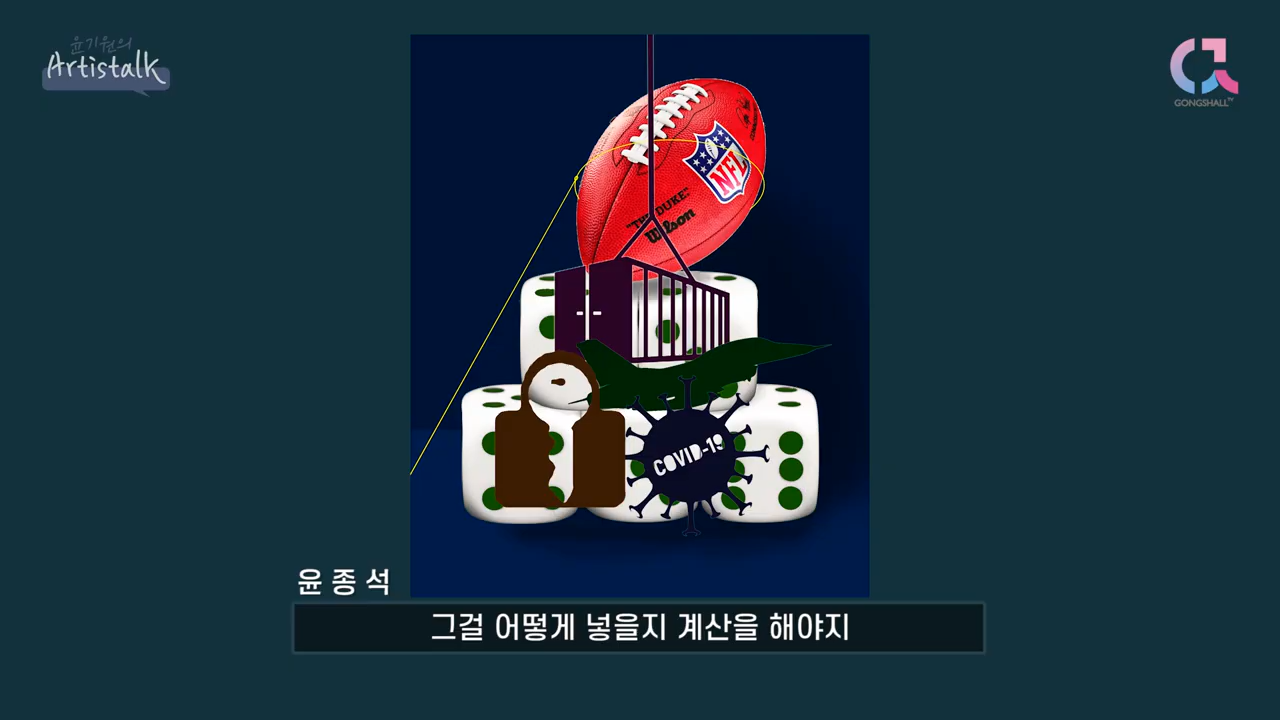 윤기원의
Artistalk
GONGSHALL TV
NFL
"THE DUKE"
Wilson
COVID-19
윤종석
그걸 어떻게 넣을지 계산을 해야지